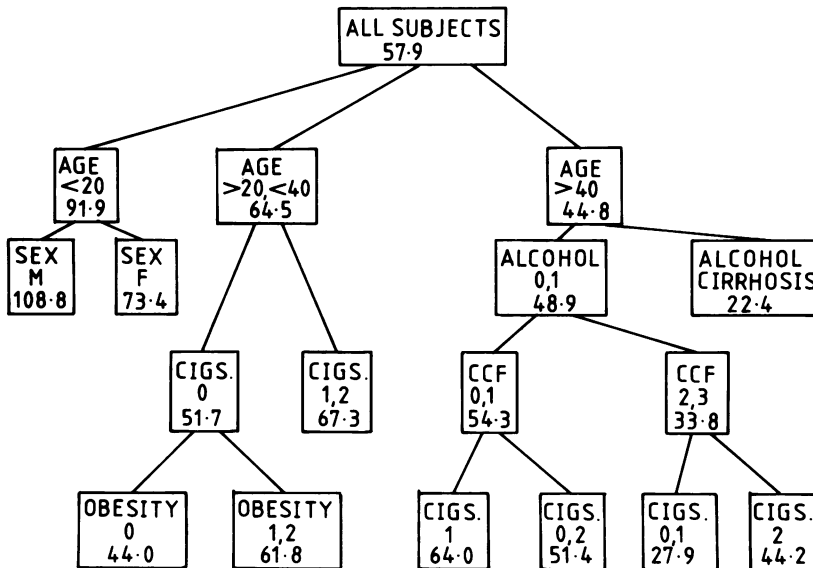 ALL SUBJECTS
57·9
AGE
<20
91·9
AGE
>20,<40
64·5
AGE
>40
44·8
SEX
M
108·8
SEX
F
73·4
ALCOHOL
0,1
48·9
ALCOHOL
CIRRHOSIS
22·4
CIGS.
0
51·7
CIGS.
1,2
67·3
CCF
0,1
54·3
CCF
2,3
33·8
OBESITY
0
44·0
OBESITY
1,2
61·8
CIGS.
1
64·0
CIGS.
0,2
51·4
CIGS.
0,1
27·9
CIGS.
2
44·2